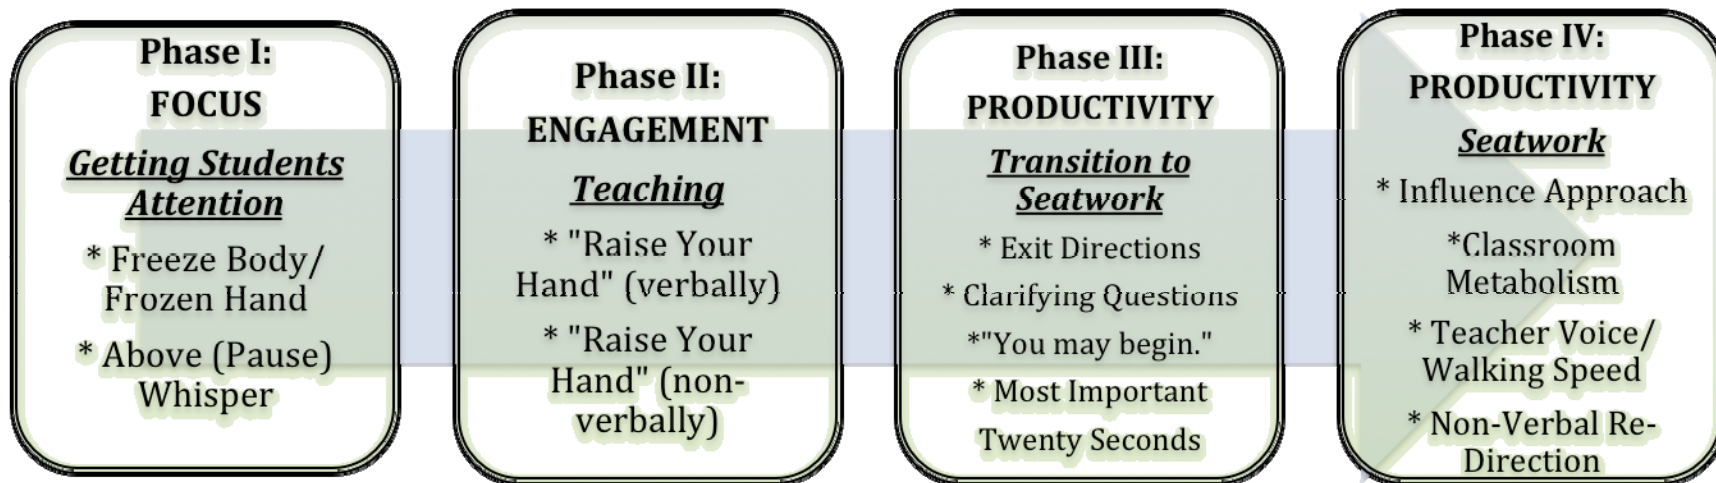 Phase I:
FOCUS
Getting Students
Attention
* Freeze Body/
Frozen Hand
* Above (Pause)
Whisper
Phase II:
ENGAGEMENT
Teaching
* "Raise Your
Hand" (verbally)
* "Raise Your
Hand" (non-
verbally)
Phase III:
PRODUCTIVITY
Transition to
Seatwork
* Exit Directions
* Clarifying Questions
*"You may begin."
* Most Important
Twenty Seconds
Phase IV:
PRODUCTIVITY
Seatwork
* Influence Approach
*Classroom
Metabolism
* Teacher Voice/
Walking Speed
* Non-Verbal Re-
Direction